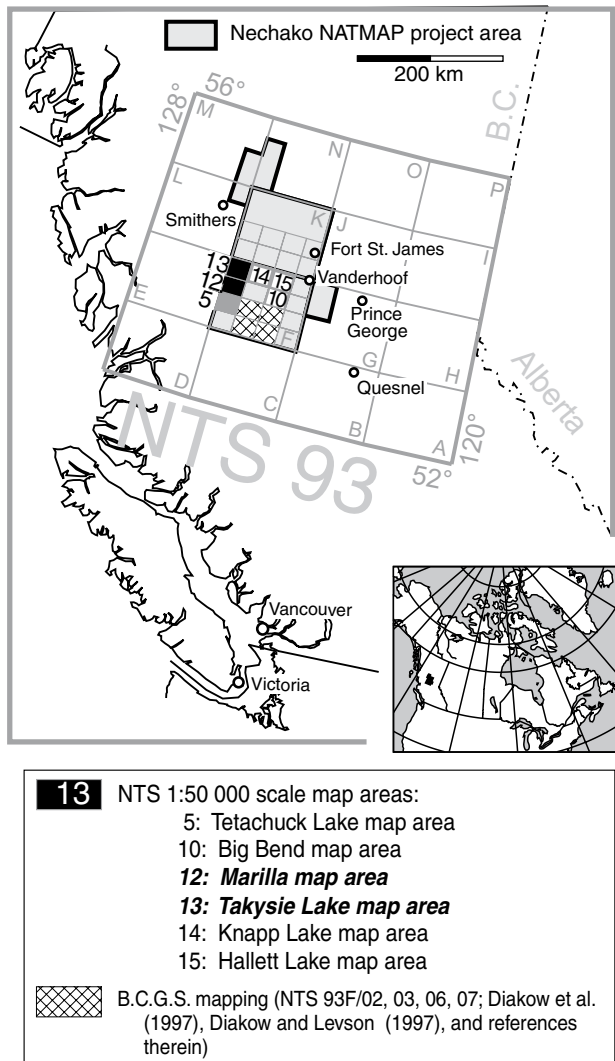 Nechako NATMAP project area
200 km
B.C.
128°
56°
M
N
O
P
L
K
J
I
Smithers
Fort St. James
13
14
15
Vanderhoof
12
10
5
E
Prince
George
F
G
H
Quesnel
Alberta
D
C
B
A
NTS 93
52°
120°
Vancouver
Victoria
13 NTS 1:50 000 scale map areas:
5: Tetachuck Lake map area
10: Big Bend map area
12: Marilla map area
13: Takysie Lake map area
14: Knapp Lake map area
15: Hallett Lake map area
B.C.G.S. mapping (NTS 93F/02, 03, 06, 07; Diakow et al.
(1997), Diakow and Levson (1997), and references
therein)